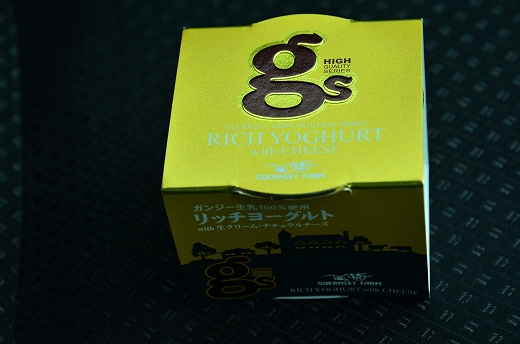 gs
HIGH
QUALITY
SERIES
RICH YOGHURT
with CHEESE
GUERNSEY FARM
ガンジー生乳100%使用
リッチヨーグルト
with 生クリーム・ナチュラルチーズ
gs
GUERNSEY FARM
RICH YOGHURT with CHEESE